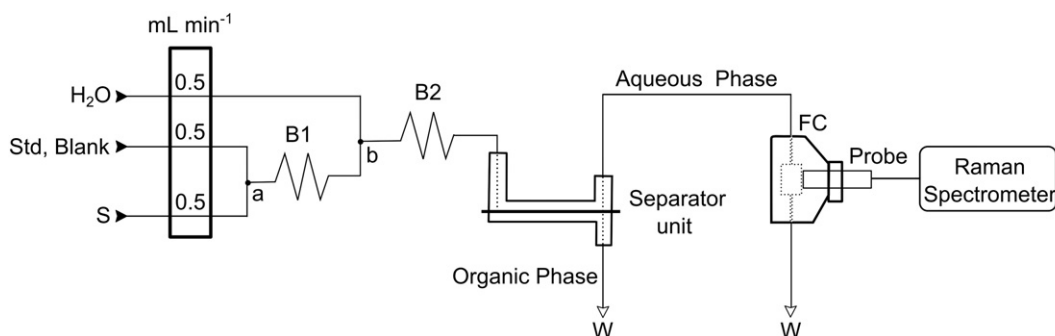 mL min⁻¹
H₂O
0.5
Std, Blank
0.5
S
0.5
a
B1
b
B2
Separator
unit
Organic Phase
W
Aqueous Phase
FC
Probe
W
Raman
Spectrometer